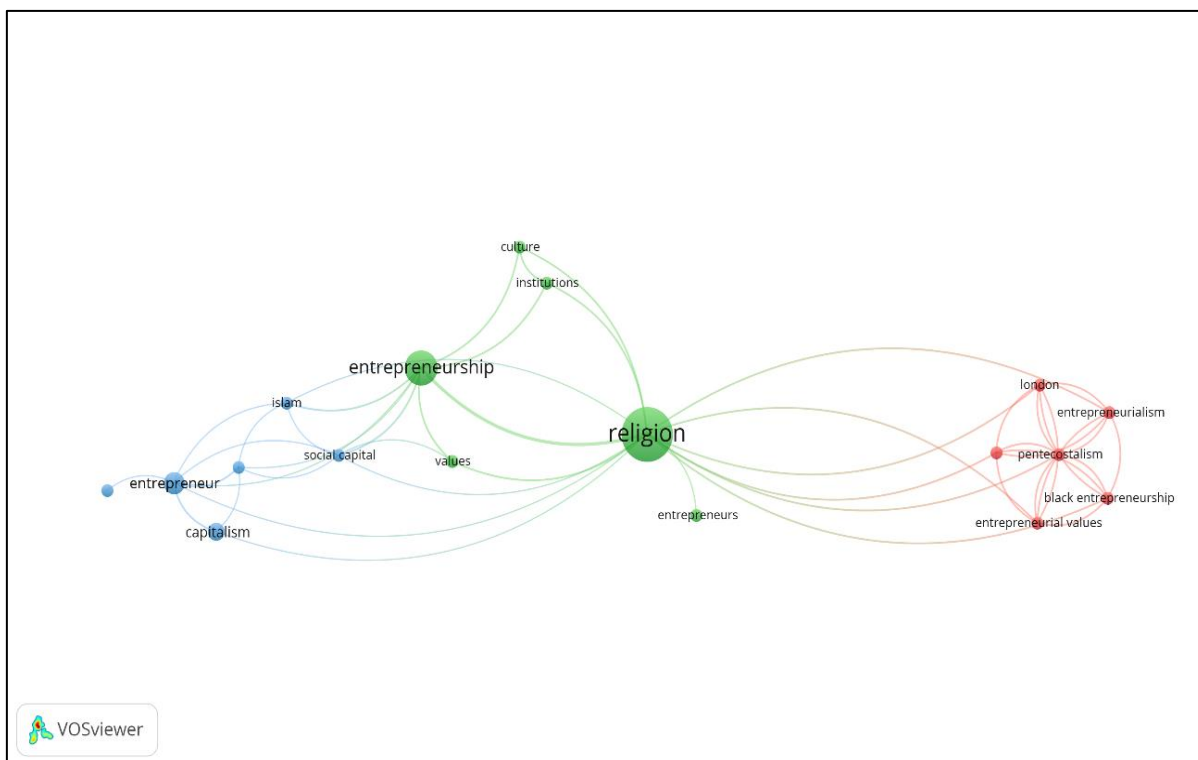 culture
institutions
entrepreneurship
london
islam
entrepreneurialism
religion
social capital
values
pentecostalism
entrepreneur
black entrepreneurship
entrepreneurs
entrepreneurial values
capitalism
VOSviewer